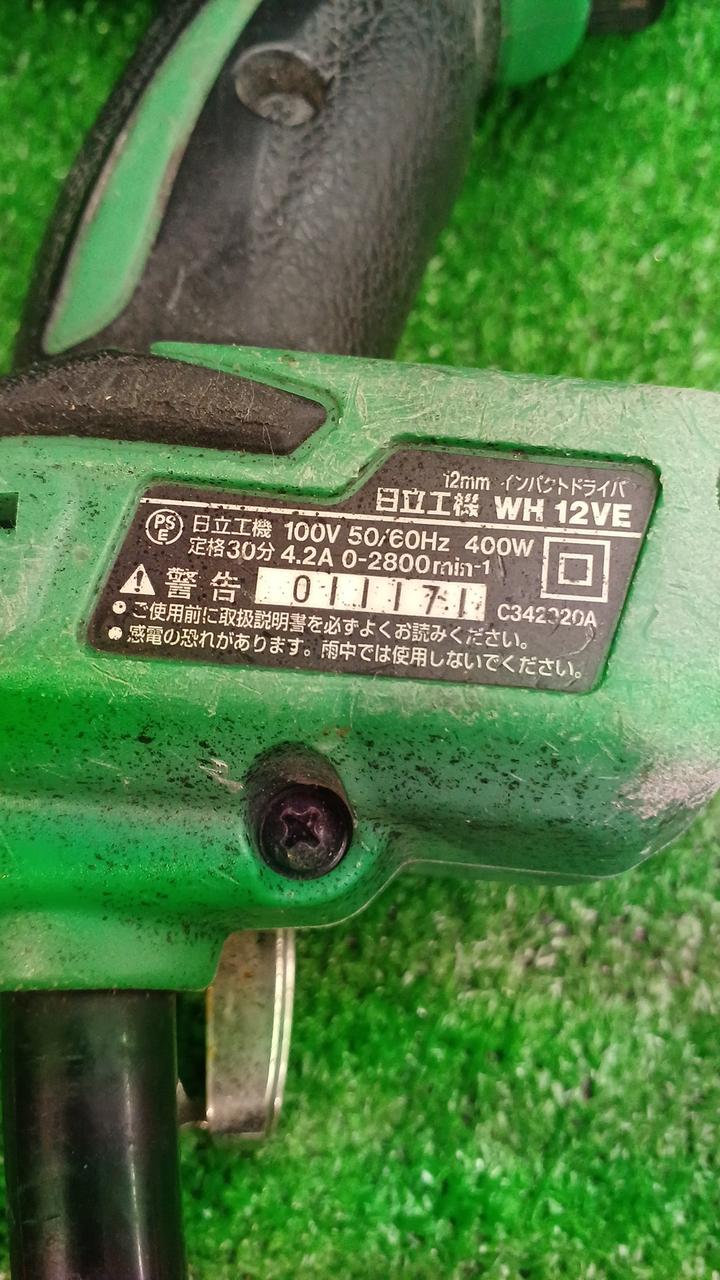 12mm インパクトドライバ
日立工機 WH 12VE
PS E 日立工機 100V 50/60Hz 400W
定格30分 4.2A 0-2800min-1
警告 011171 C342920A
ご使用前に取扱説明書を必ずよくお読みください。
感電の恐れがあります。雨中では使用しないでください。